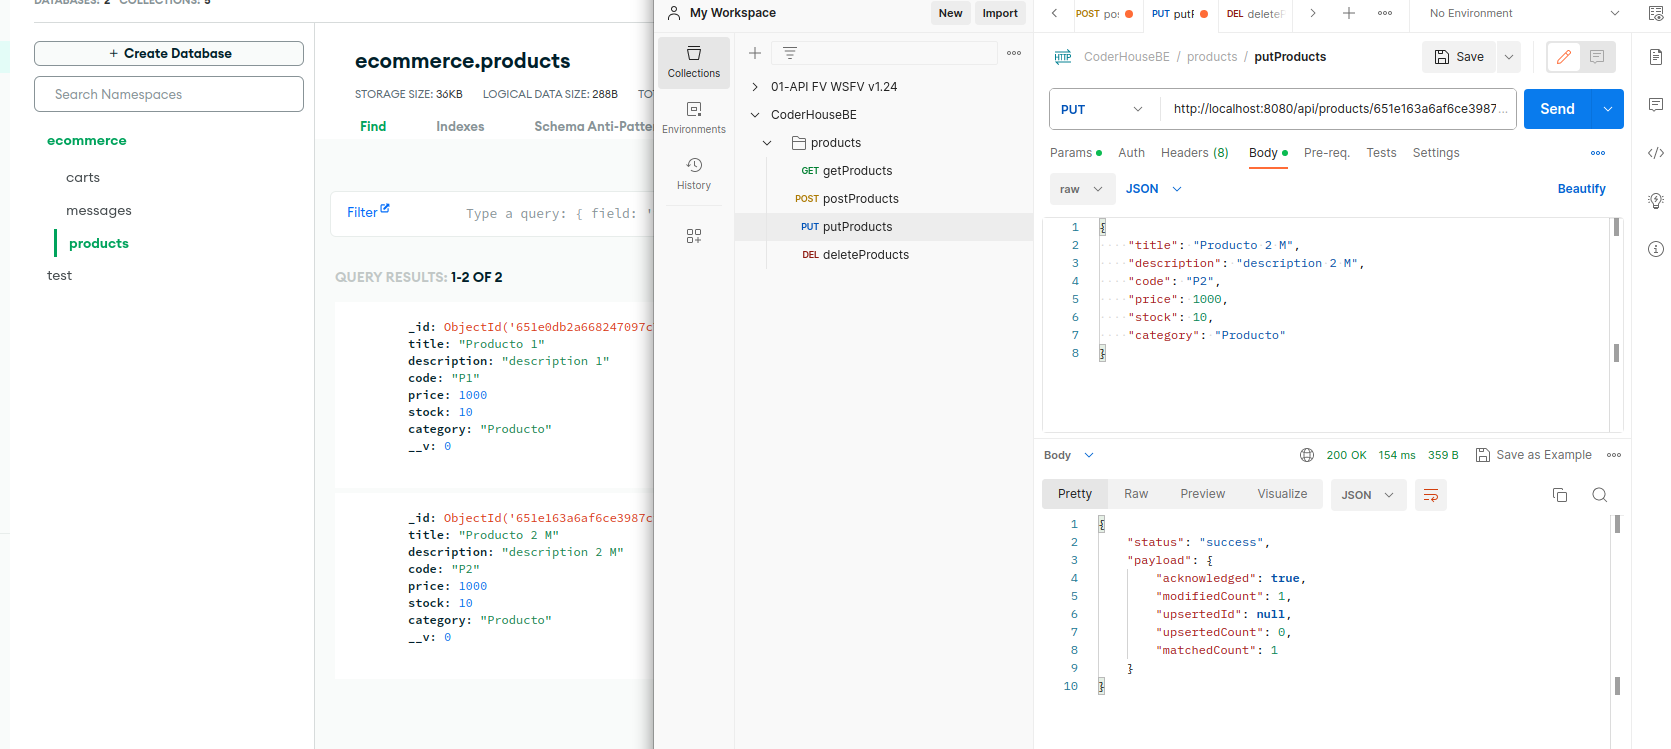 DATABASES: 2 COLLECTIONS: 5
+ Create Database
Search Namespaces
ecommerce
carts
messages
products
test
ecommerce.products
STORAGE SIZE: 36KB LOGICAL DATA SIZE: 288B TO
Find Indexes Schema Anti-Patte
Filter Type a query: { field: '
QUERY RESULTS: 1-2 OF 2
_id: ObjectId('651e0db2a668247097c
title: "Producto 1"
description: "description 1"
code: "P1"
price: 1000
stock: 10
category: "Producto"
__v: 0
_id: ObjectId('651e163a6af6ce3987c
title: "Producto 2 M"
description: "description 2 M"
code: "P2"
price: 1000
stock: 10
category: "Producto"
__v: 0
My Workspace New Import
Collections
Environments
History
01-API FV WSFV v1.24
CoderHouseBE
products
GET getProducts
POST postProducts
PUT putProducts
DEL deleteProducts
POST pos PUT putF DEL deleteF No Environment
HTTP CoderHouseBE / products / putProducts Save
PUT http://localhost:8080/api/products/651e163a6af6ce3987... Send
Params Auth Headers (8) Body Pre-req. Tests Settings
raw JSON Beautify
1 {
2 "title": "Producto 2 M",
3 "description": "description 2 M",
4 "code": "P2",
5 "price": 1000,
6 "stock": 10,
7 "category": "Producto"
8 }
Body 200 OK 154 ms 359 B Save as Example
Pretty Raw Preview Visualize JSON
1 {
2 "status": "success",
3 "payload": {
4 "acknowledged": true,
5 "modifiedCount": 1,
6 "upsertedId": null,
7 "upsertedCount": 0,
8 "matchedCount": 1
9 }
10 }